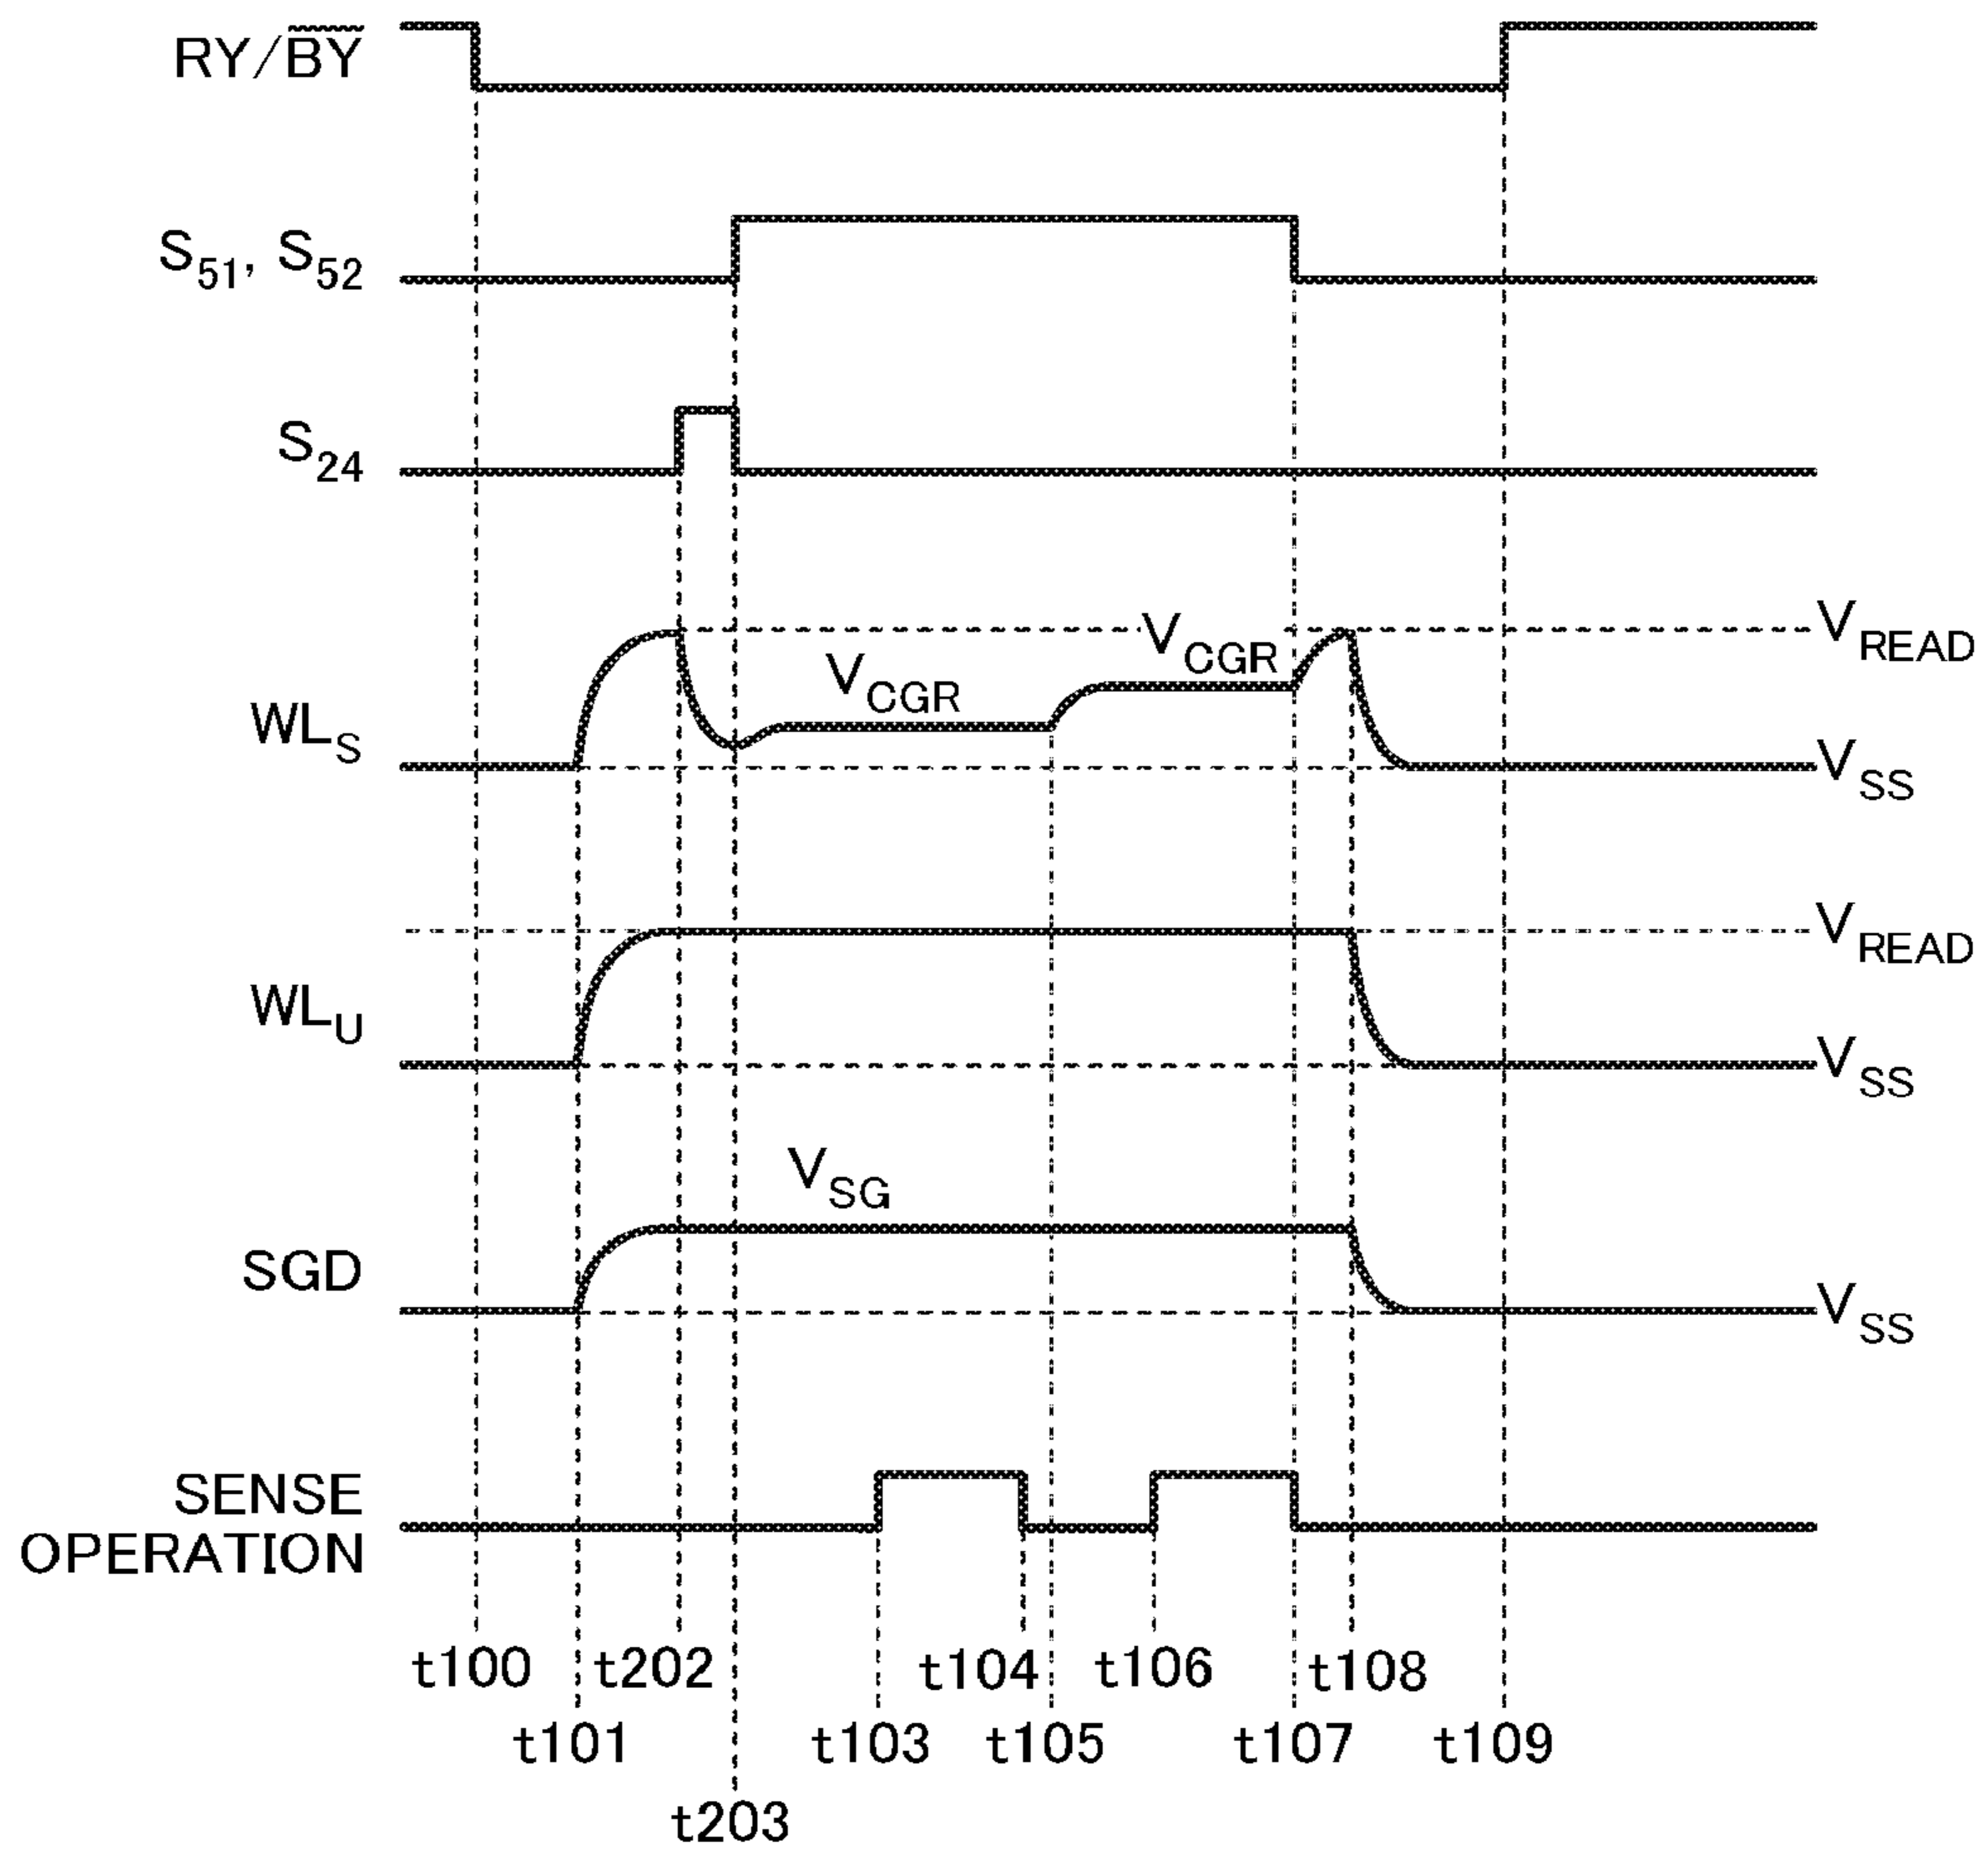 RY/B̅Y̅
S51, S52
S24
VREAD
VCGR
VCGR
WLS
VSS
VREAD
WLU
VSS
VSG
SGD
VSS
SENSE
OPERATION
t100
t202
t104
t106
t108
t101
t103
t105
t107
t109
t203